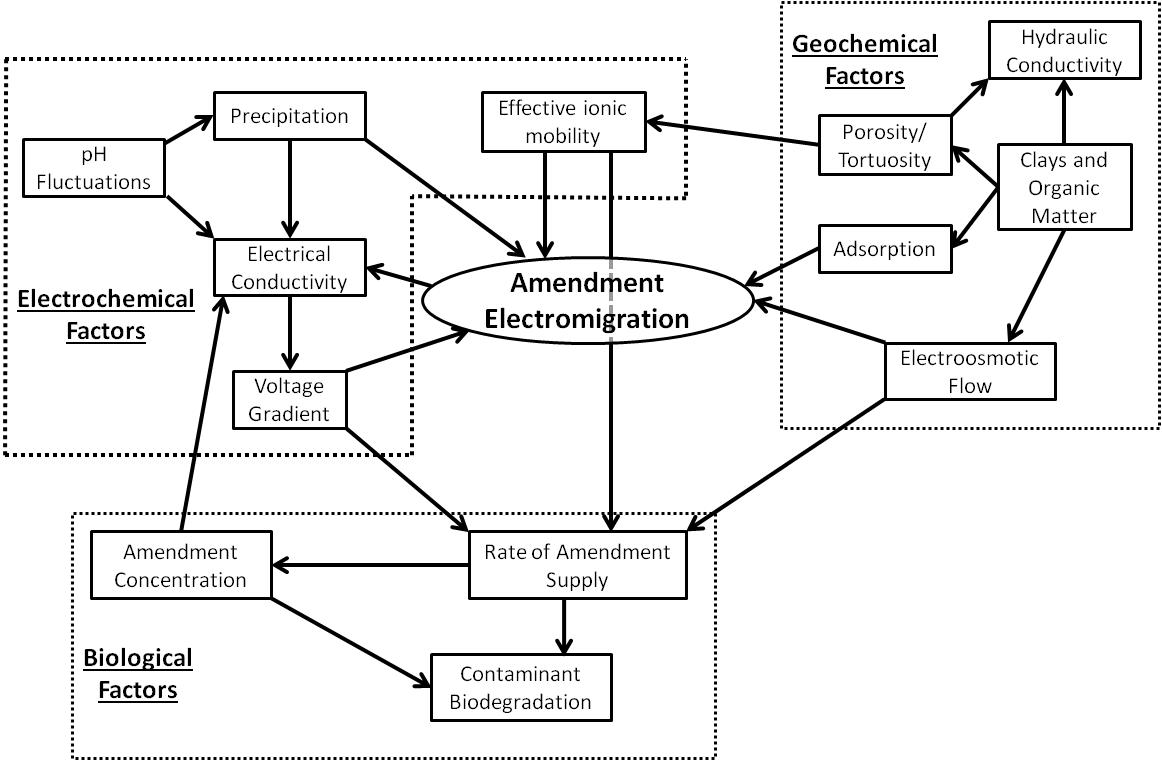 Geochemical
Factors
Hydraulic
Conductivity
Precipitation
Effective ionic
mobility
Porosity/
Tortuosity
pH
Fluctuations
Clays and
Organic
Matter
Electrical
Conductivity
Adsorption
Electrochemical
Factors
Amendment
Electromigration
Voltage
Gradient
Electroosmotic
Flow
Amendment
Concentration
Rate of Amendment
Supply
Biological
Factors
Contaminant
Biodegradation